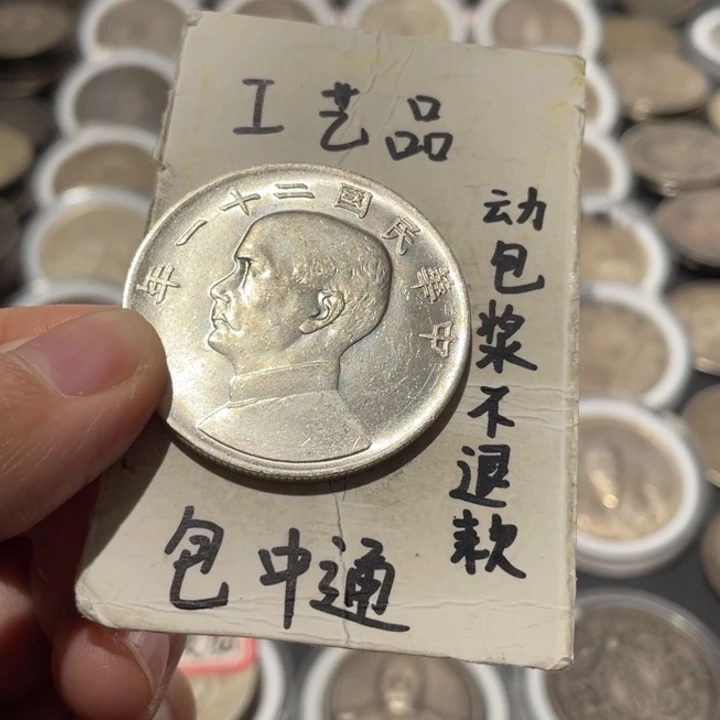 工艺品
中華民國二十一年
动包浆不退款
包中通